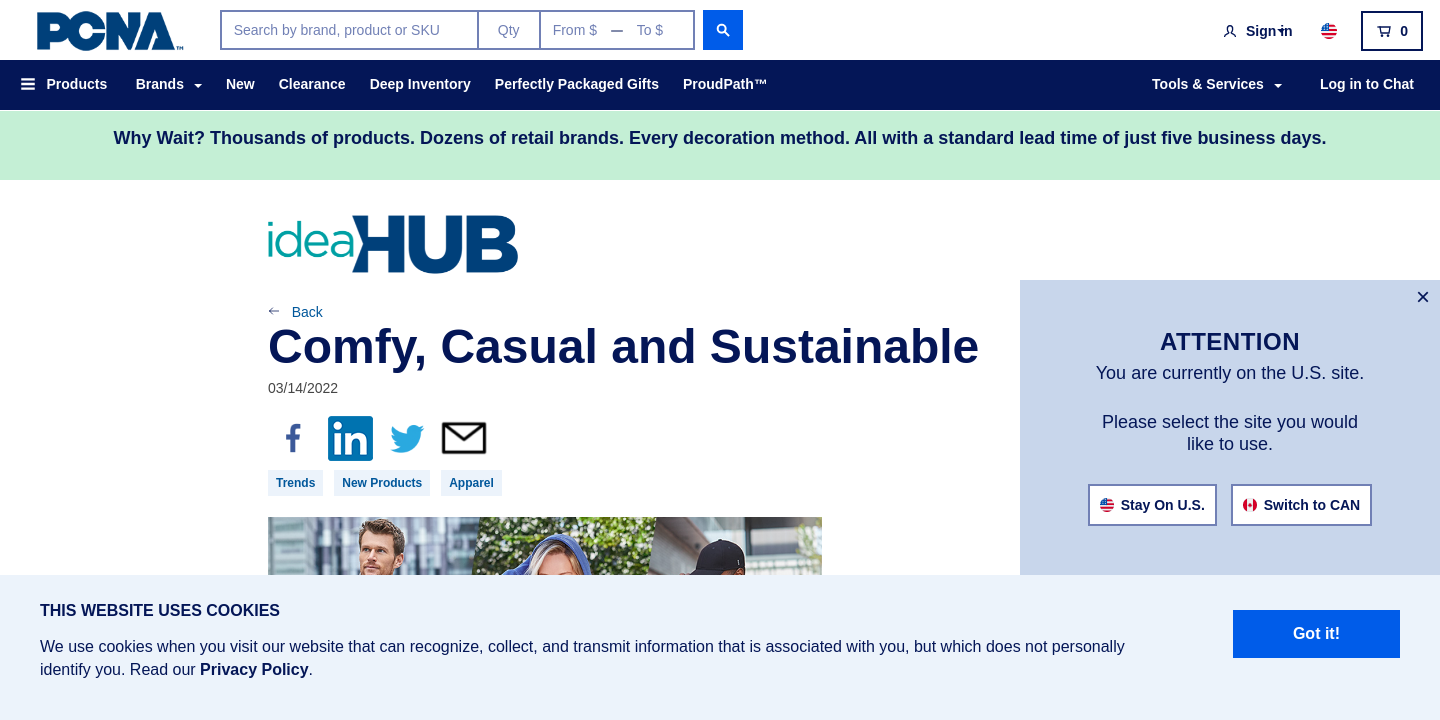 PCNA™
Search by brand, product or SKU
Qty
From $
To $
Sign In
0
Products
Brands
New
Clearance
Deep Inventory
Perfectly Packaged Gifts
ProudPath™
Tools & Services
Log in to Chat
Why Wait? Thousands of products. Dozens of retail brands. Every decoration method. All with a standard lead time of just five business days.
ideaHUB
Back
Comfy, Casual and Sustainable
03/14/2022
f
in
Trends
New Products
Apparel
×
ATTENTION
You are currently on the U.S. site.
Please select the site you would
like to use.
Stay On U.S.
Switch to CAN
THIS WEBSITE USES COOKIES
We use cookies when you visit our website that can recognize, collect, and transmit information that is associated with you, but which does not personally
identify you. Read our Privacy Policy.
Got it!